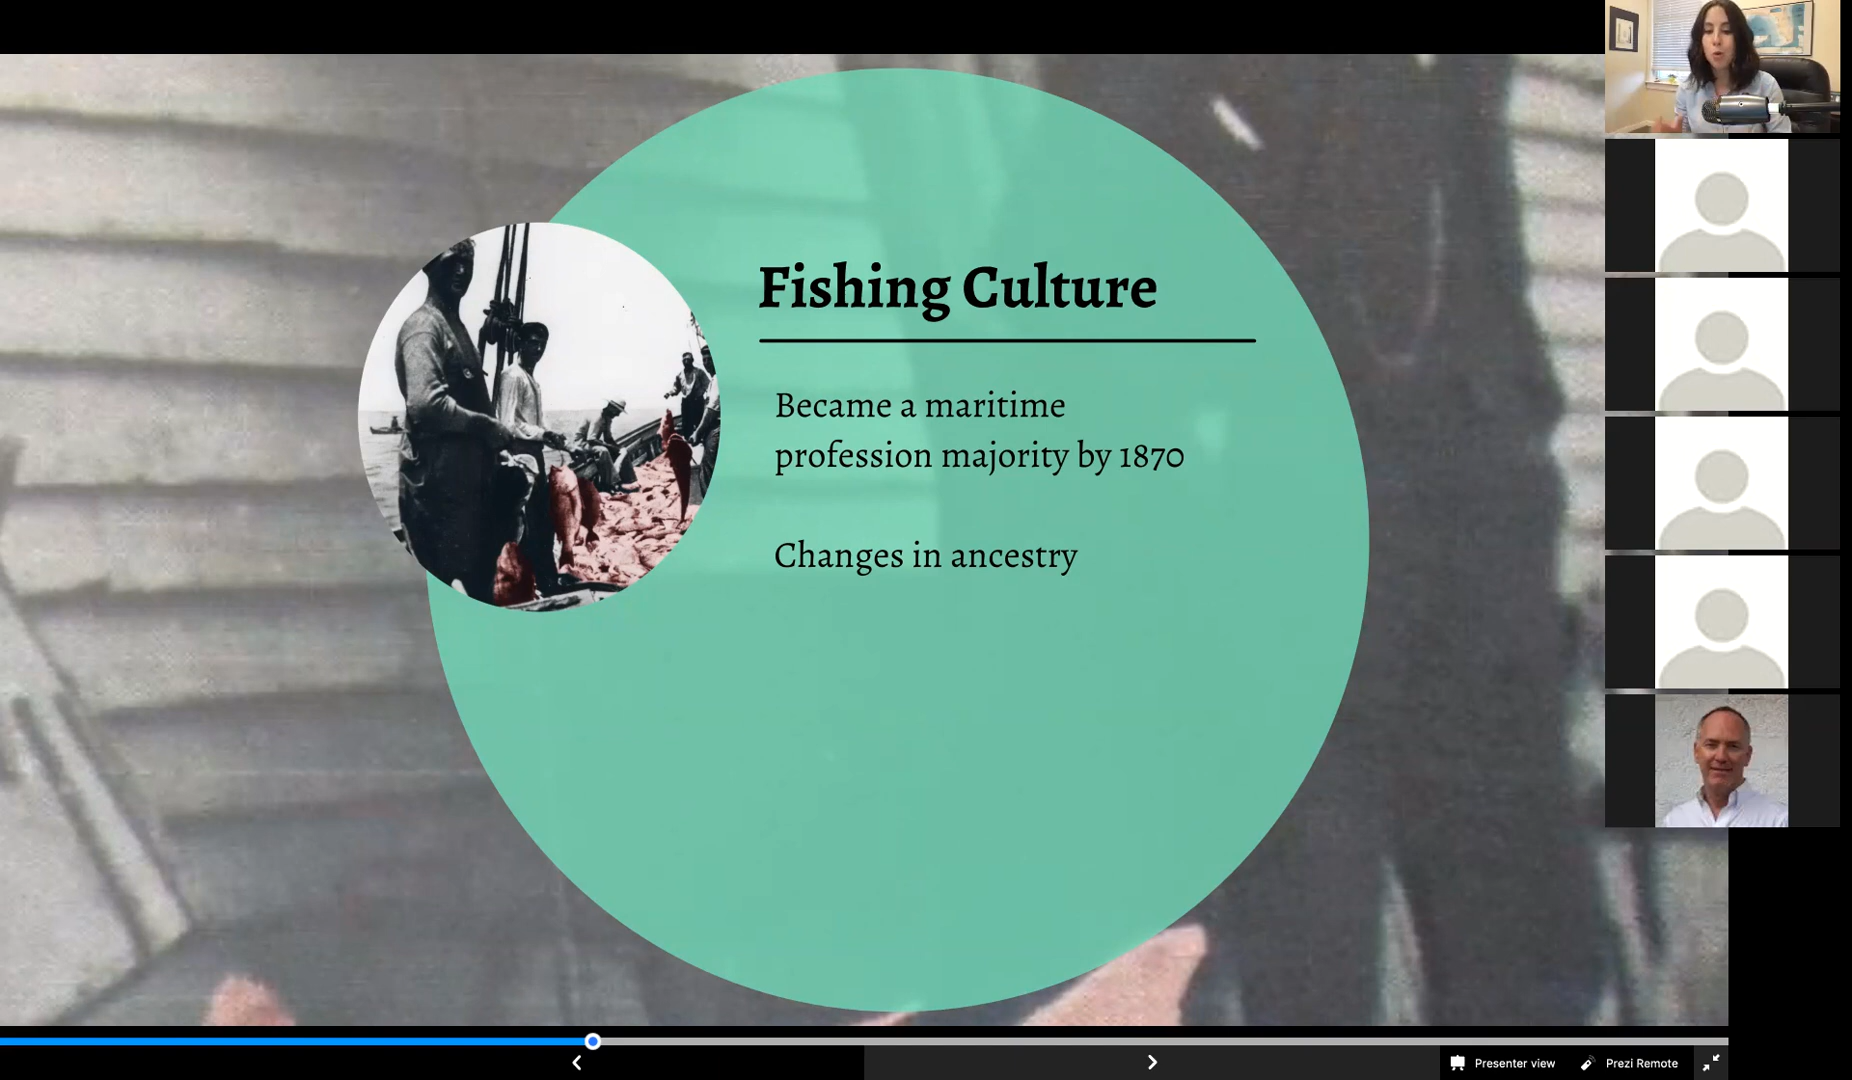 Fishing Culture
Became a maritime
profession majority by 1870
Changes in ancestry
Presenter view
Prezi Remote